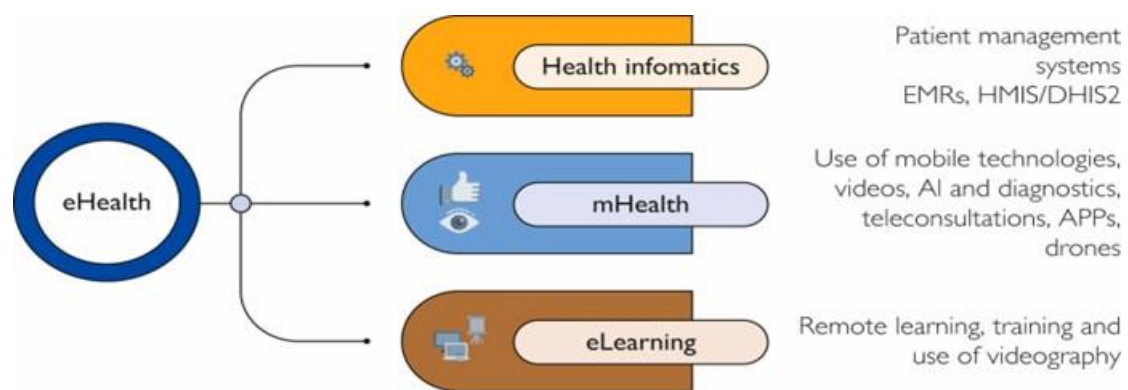 eHealth
Health infomatics
Patient management
systems
EMRs, HMIS/DHIS2
mHealth
Use of mobile technologies,
videos, AI and diagnostics,
teleconsultations, APPs,
drones
eLearning
Remote learning, training and
use of videography